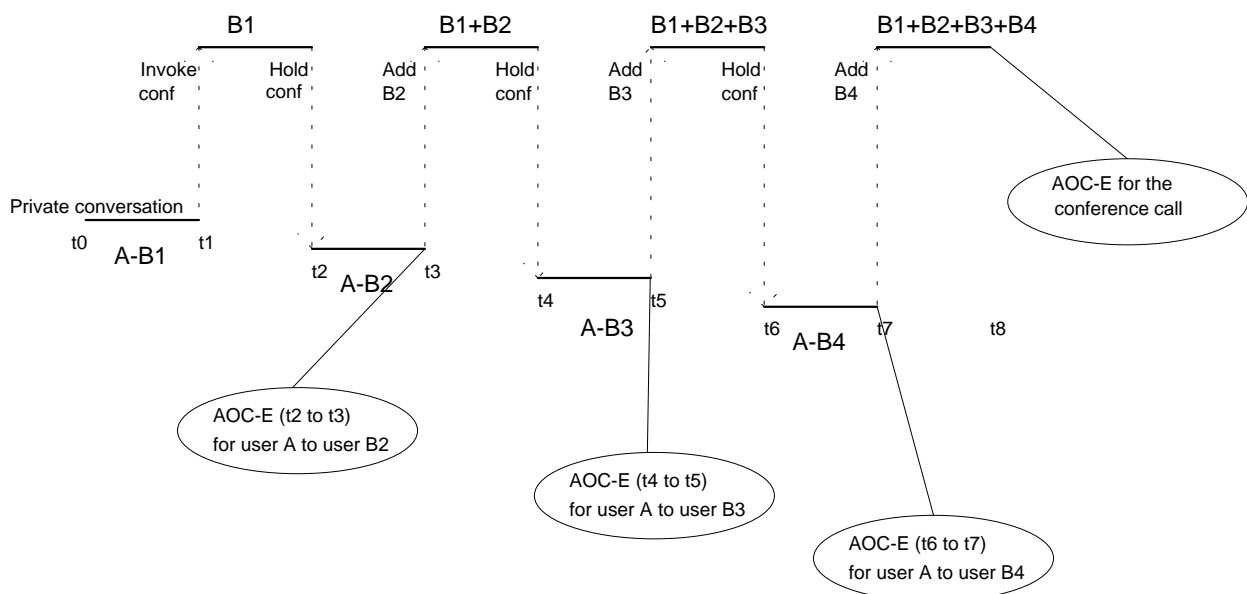 B1
B1+B2
B1+B2+B3
B1+B2+B3+B4
Invoke
conf
Hold
conf
Add
B2
Hold
conf
Add
B3
Hold
conf
Add
B4
AOC-E for the
conference call
Private conversation
t0
t1
A-B1
t2
t3
A-B2
t4
t5
A-B3
t6
t7
t8
A-B4
AOC-E (t2 to t3)
for user A to user B2
AOC-E (t4 to t5)
for user A to user B3
AOC-E (t6 to t7)
for user A to user B4